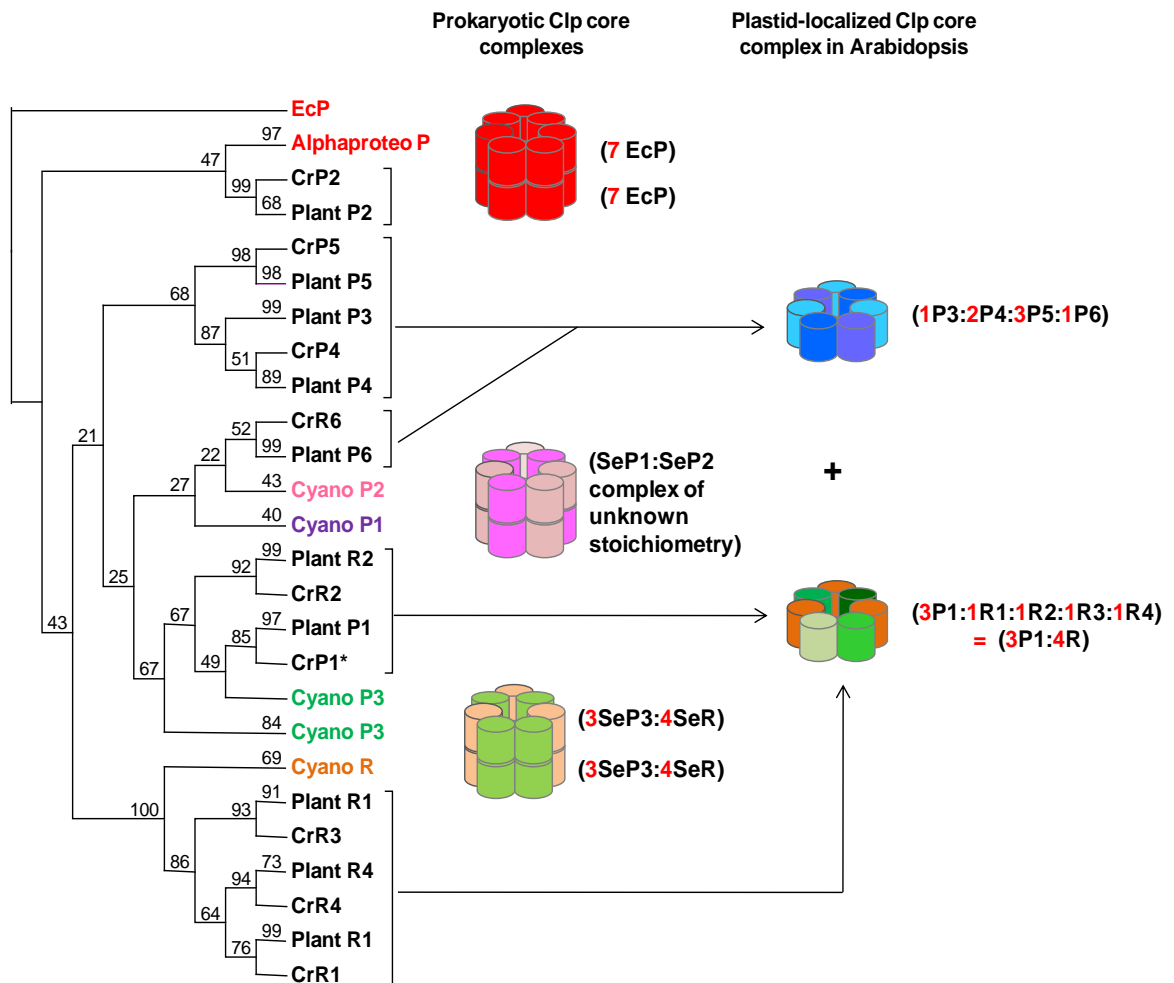 Prokaryotic Clp core
complexes
Plastid-localized Clp core
complex in Arabidopsis
EcP
97
Alphaproteo P
47
CrP2
99
68
Plant P2
(7 EcP)
(7 EcP)
CrP5
98
98
Plant P5
68
99
Plant P3
87
CrP4
51
89
Plant P4
(1P3:2P4:3P5:1P6)
21
CrR6
52
99
Plant P6
22
43
Cyano P2
27
40
Cyano P1
(SeP1:SeP2
complex of
unknown
stoichiometry)
+
25
99
Plant R2
92
CrR2
67
97
Plant P1
85
CrP1*
49
Cyano P3
67
84
Cyano P3
43
(3P1:1R1:1R2:1R3:1R4)
= (3P1:4R)
(3SeP3:4SeR)
(3SeP3:4SeR)
69
Cyano R
100
91
Plant R1
93
CrR3
86
73
Plant R4
94
CrR4
64
99
Plant R1
76
CrR1